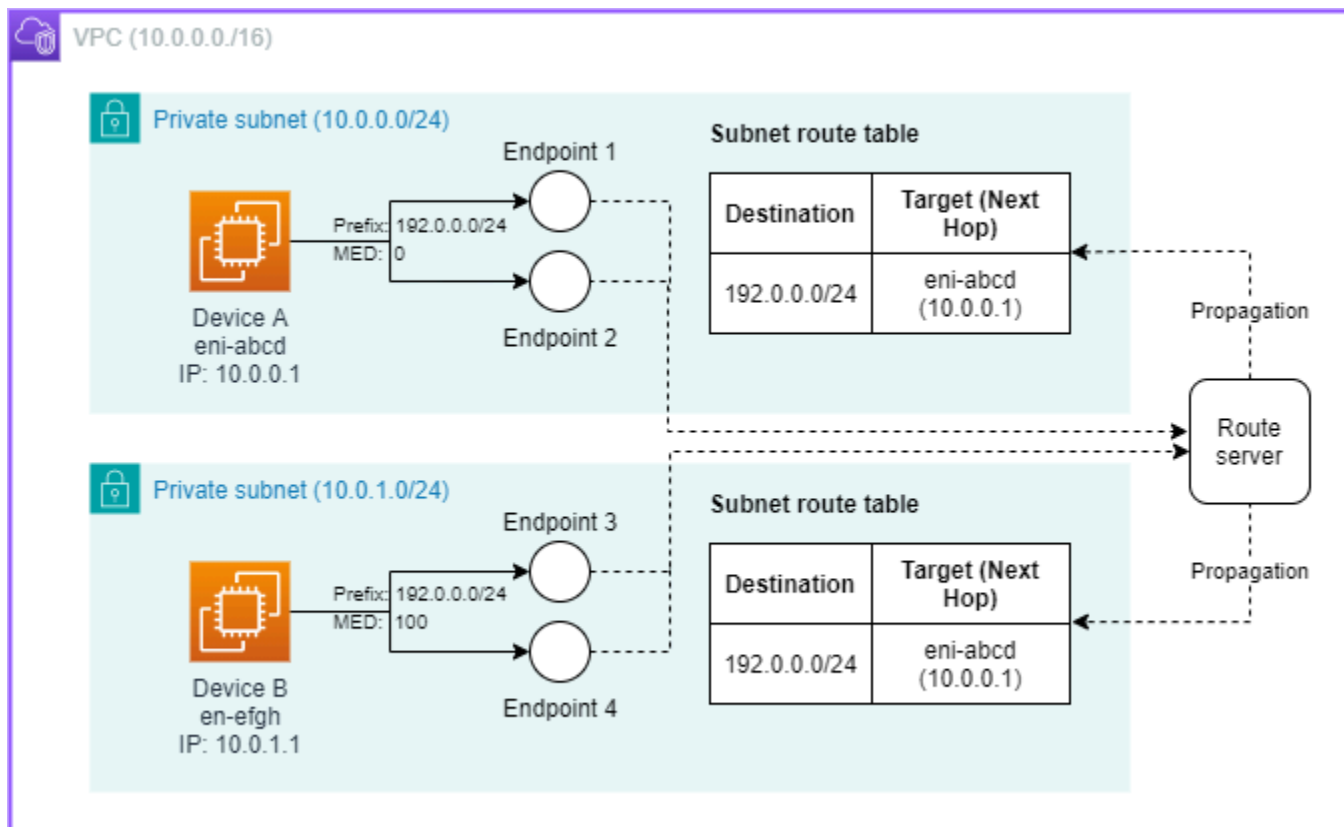 VPC (10.0.0.0./16)
Private subnet (10.0.0.0/24)
Endpoint 1
Subnet route table
Prefix: 192.0.0.0/24
MED: 0
Destination
Target (Next
Hop)
192.0.0.0/24
eni-abcd
(10.0.0.1)
Device A
eni-abcd
IP: 10.0.0.1
Endpoint 2
Propagation
Route
server
Private subnet (10.0.1.0/24)
Endpoint 3
Subnet route table
Prefix: 192.0.0.0/24
MED: 100
Destination
Target (Next
Hop)
Propagation
192.0.0.0/24
eni-abcd
(10.0.0.1)
Device B
en-efgh
IP: 10.0.1.1
Endpoint 4